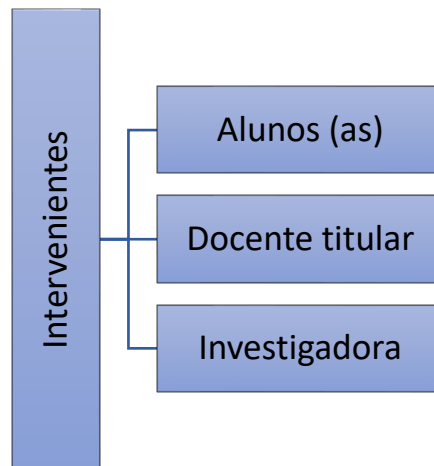 Intervenientes
Alunos (as)
Docente titular
Investigadora